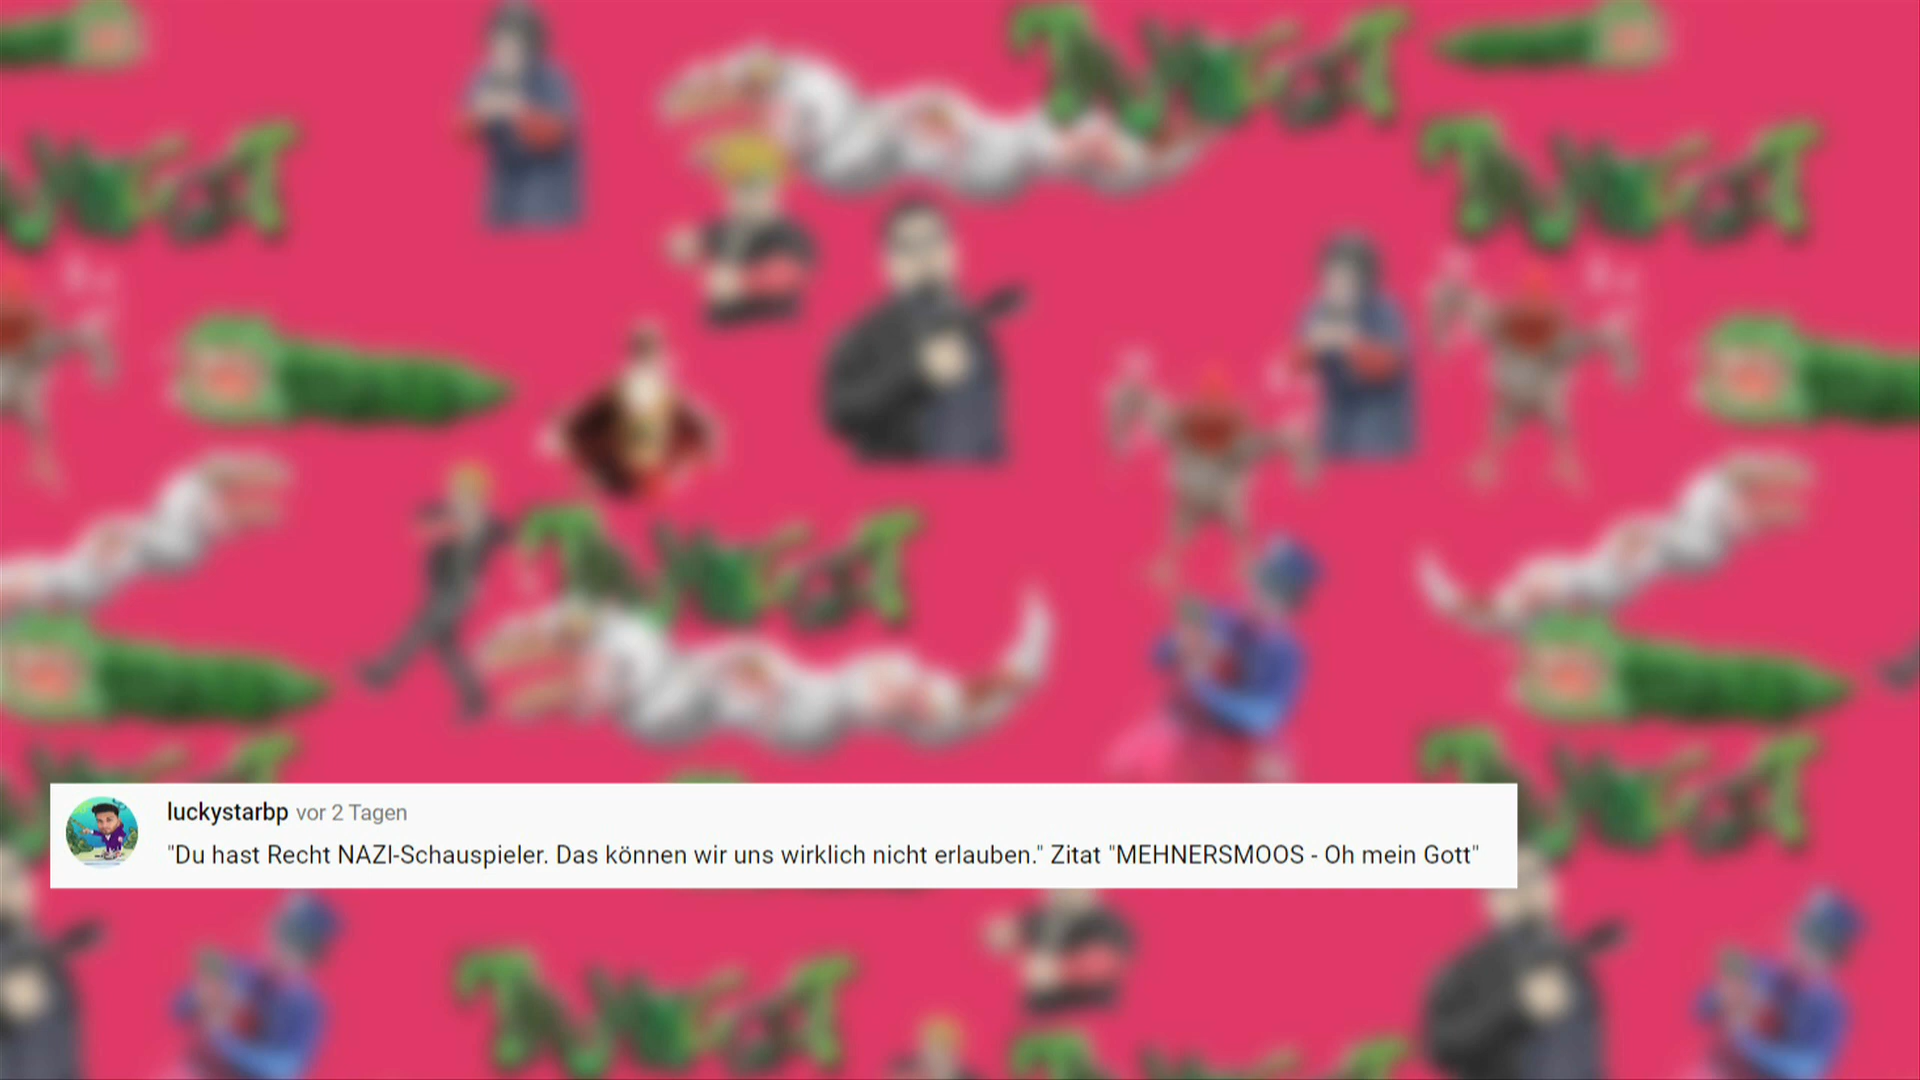 luckystarbp vor 2 Tagen
"Du hast Recht NAZI-Schauspieler. Das können wir uns wirklich nicht erlauben." Zitat "MEHNERSMOOS - Oh mein Gott"